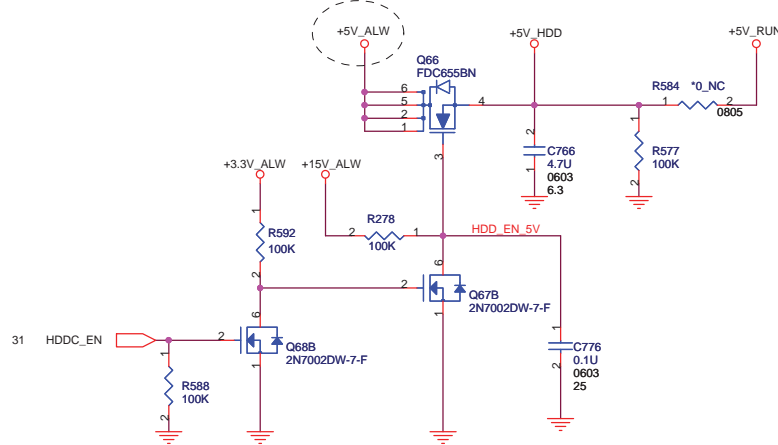 +5V_ALW
+5V_HDD
+5V_RUN
Q66
FDC655BN
6
5
2
1
4
3
R584
*0_NC
1
2
0805
2
C766
4.7U
0603
6.3
1
1
R577
100K
2
+3.3V_ALW
+15V_ALW
1
R592
100K
2
R278
2
1
100K
HDD_EN_5V
6
2
Q67B
2N7002DW-7-F
1
31
HDDC_EN
6
2
Q68B
2N7002DW-7-F
1
1
R588
100K
2
1
C776
0.1U
0603
25
2